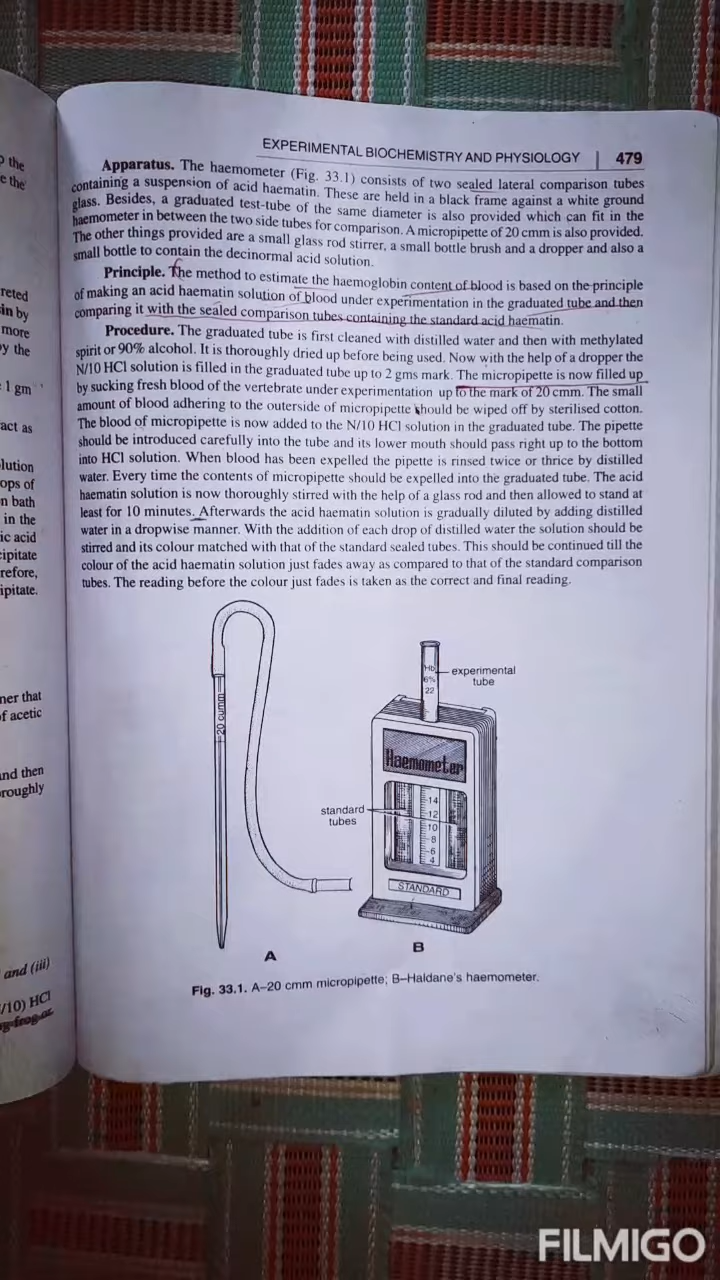 EXPERIMENTAL BIOCHEMISTRY AND PHYSIOLOGY | 479
Apparatus. The haemometer (Fig. 33.1) consists of two sealed lateral comparison tubes
containing a suspension of acid haematin. These are held in a black frame against a white ground
glass. Besides, a graduated test-tube of the same diameter is also provided which can fit in the
haemometer in between the two side tubes for comparison. A micropipette of 20 cmm is also provided.
The other things provided are a small glass rod stirrer, a small bottle brush and a dropper and also a
small bottle to contain the decinormal acid solution.
Principle. The method to estimate the haemoglobin content of blood is based on the principle
of making an acid haematin solution of blood under experimentation in the graduated tube and then
comparing it with the sealed comparison tubes containing the standard acid haematin.
Procedure. The graduated tube is first cleaned with distilled water and then with methylated
spirit or 90% alcohol. It is thoroughly dried up before being used. Now with the help of a dropper the
N/10 HCl solution is filled in the graduated tube up to 2 gms mark. The micropipette is now filled up
by sucking fresh blood of the vertebrate under experimentation up to the mark of 20 cmm. The small
amount of blood adhering to the outerside of micropipette should be wiped off by sterilised cotton.
The blood of micropipette is now added to the N/10 HCl solution in the graduated tube. The pipette
should be introduced carefully into the tube and its lower mouth should pass right up to the bottom
into HCl solution. When blood has been expelled the pipette is rinsed twice or thrice by distilled
water. Every time the contents of micropipette should be expelled into the graduated tube. The acid
haematin solution is now thoroughly stirred with the help of a glass rod and then allowed to stand at
least for 10 minutes. Afterwards the acid haematin solution is gradually diluted by adding distilled
water in a dropwise manner. With the addition of each drop of distilled water the solution should be
stirred and its colour matched with that of the standard sealed tubes. This should be continued till the
colour of the acid haematin solution just fades away as compared to that of the standard comparison
tubes. The reading before the colour just fades is taken as the correct and final reading.
20 cumm
Hb
6%
22
experimental
tube
Haemometer
standard
tubes
14
12
10
8
6
4
STANDARD
A
B
Fig. 33.1. A–20 cmm micropipette; B–Haldane's haemometer.
the
e the
reted
in by
more
y the
1 gm
act as
lution
ops of
n bath
in the
ic acid
cipitate
refore,
ipitate.
ner that
of acetic
and then
roughly
and (iii)
/10) HCl
FILMIGO